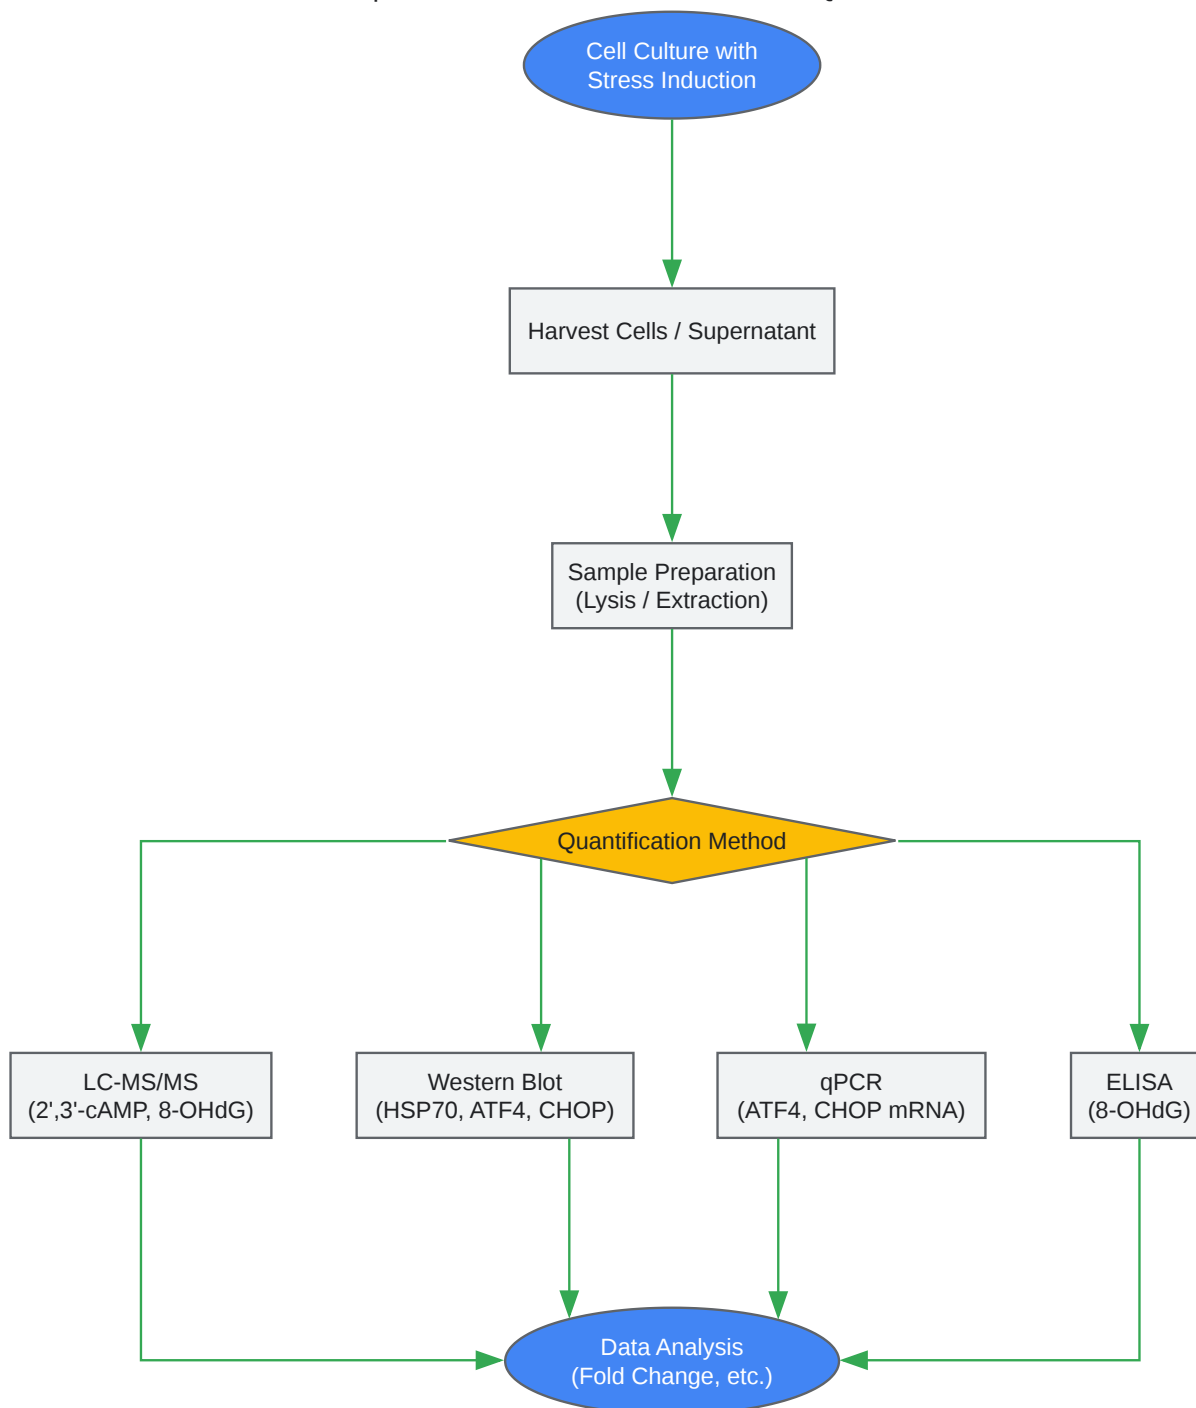 Cell Culture with
Stress Induction
Harvest Cells / Supernatant
Sample Preparation
(Lysis / Extraction)
Quantification Method
LC-MS/MS
(2',3'-cAMP, 8-OHdG)
Western Blot
(HSP70, ATF4, CHOP)
qPCR
(ATF4, CHOP mRNA)
ELISA
(8-OHdG)
Data Analysis
(Fold Change, etc.)